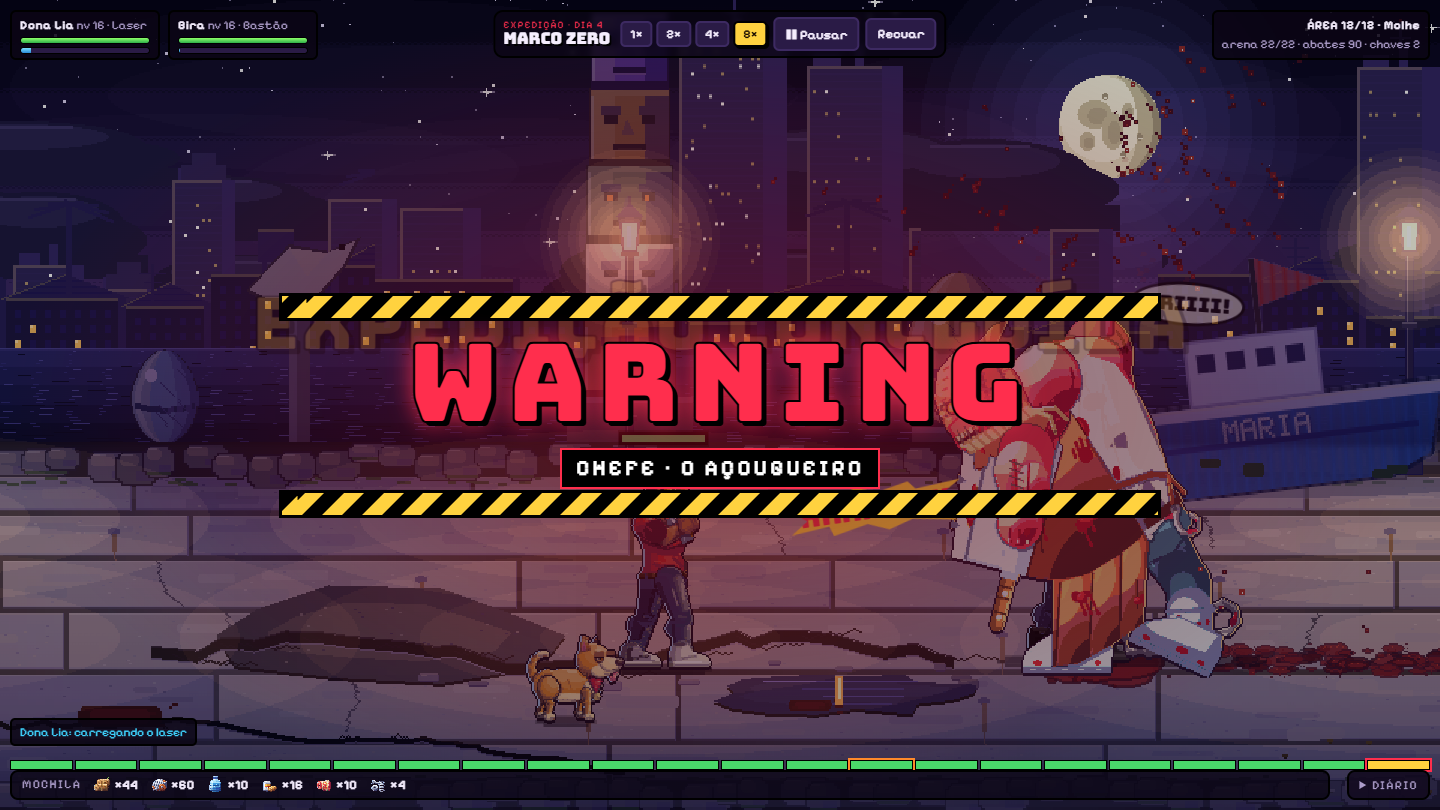 Dona Lia nv 16 · Laser
Gira nv 16 · Bastão
EXPEDIÇÃO · DIA 4
MARCO ZERO
1×
2×
4×
8×
Pausar
Recuar
ÁREA 18/18 · Molhe
arena 22/22 · abates 90 · chaves 2
RIIII!
WARNING
MARIA
CHEFE · O AÇOUGUEIRO
Dona Lia: carregando o laser
MOCHILA ×44 ×60 ×10 ×16 ×10 ×4
▶ DIÁRIO